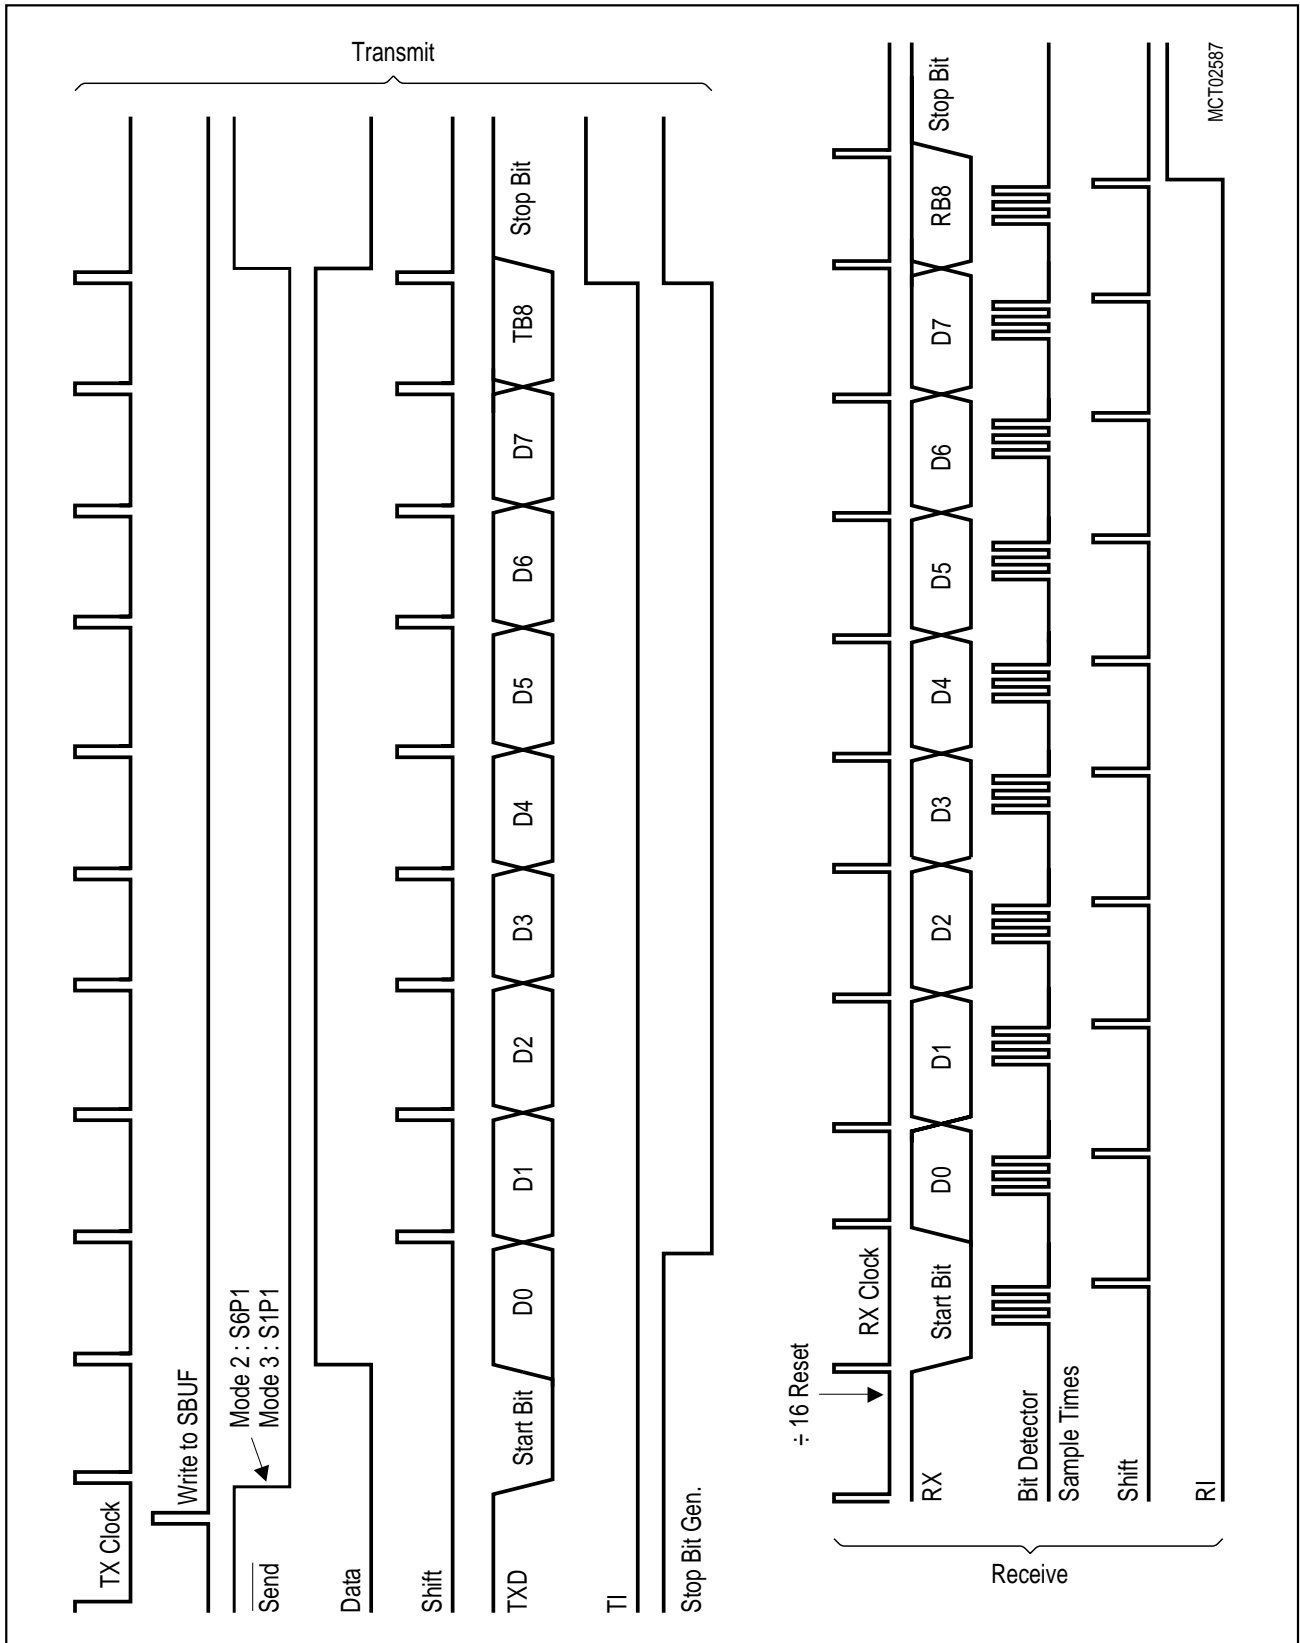 Transmit
TX Clock
Write to SBUF
Send
Mode 2 : S6P1
Mode 3 : S1P1
Data
Shift
TXD
Start Bit
D0
D1
D2
D3
D4
D5
D6
D7
TB8
Stop Bit
TI
Stop Bit Gen.
Receive
÷ 16 Reset
RX Clock
RX
Start Bit
D0
D1
D2
D3
D4
D5
D6
D7
RB8
Stop Bit
Bit Detector
Sample Times
Shift
RI
MCT02587